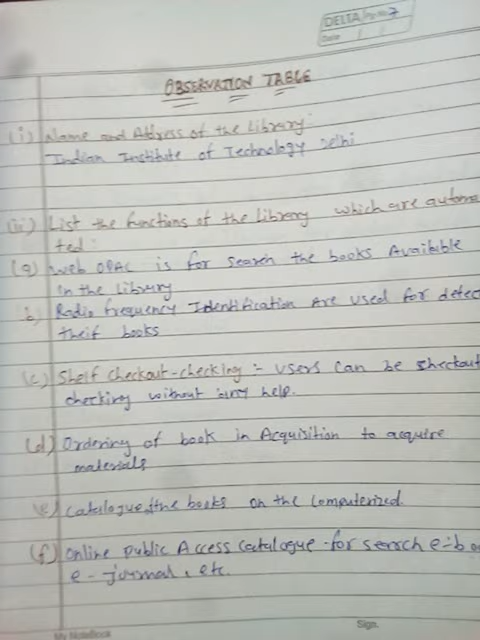 DELTA Pg No. 7
Date / /
OBSERVATION TABLE
(i) Name and Address of the Library:
Indian Institute of Technology Delhi
(ii) List the functions of the Library which are automa
ted:
(a) Web OPAC is for search the books Available
in the library
b) Radio frequency Identification Are used for detec
theif books
(c) Shelf Checkout-checking :- Users can be checkout
checking without any help.
(d) Ordering of book in Acquisition to acquire
materials
(e) Catalogue the books on the computerized.
(f) Online Public Access Catalogue - for search e-bo
e-journal, etc.
My NoteBook
Sign.